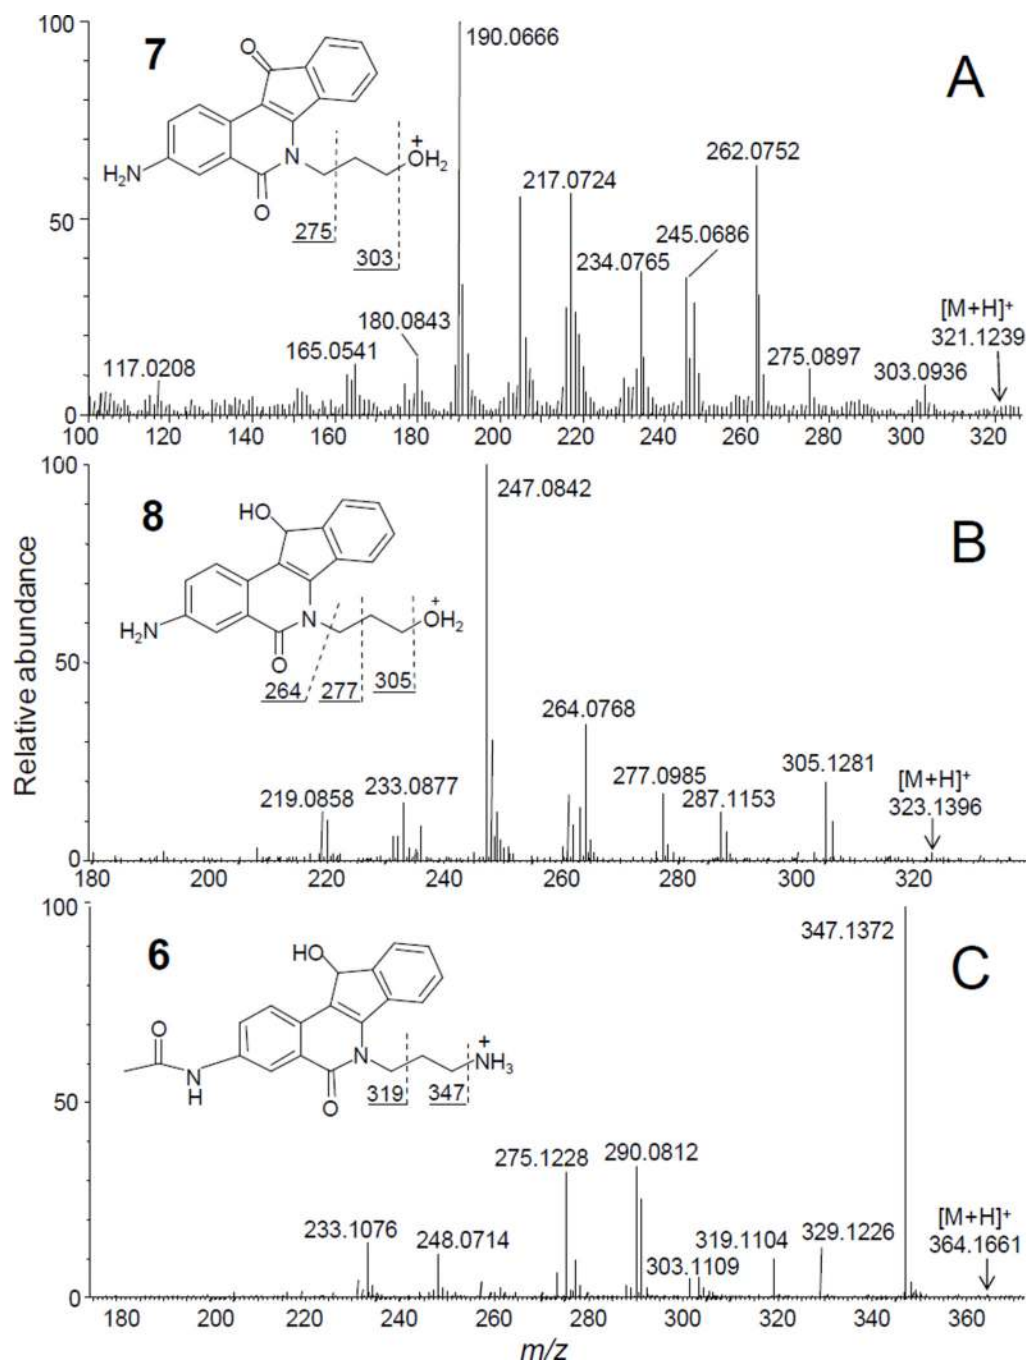 100
7
O
190.0666
A
+
OH₂
N
H₂N
O
275
303
262.0752
217.0724
245.0686
234.0765
50
180.0843
165.0541
117.0208
[M+H]⁺
321.1239
275.0897
303.0936
0
100 120 140 160 180 200 220 240 260 280 300 320
100
8
HO
247.0842
B
+
OH₂
N
H₂N
O
264
277
305
50
264.0768
305.1281
277.0985
[M+H]⁺
323.1396
287.1153
233.0877
219.0858
0
180 200 220 240 260 280 300 320
Relative abundance
100
6
HO
347.1372
C
O
+
NH₃
N
N
H
O
319
347
50
290.0812
275.1228
[M+H]⁺
364.1661
319.1104
329.1226
303.1109
233.1076
248.0714
0
200 220 240 260 280 300 320 340 360
m/z